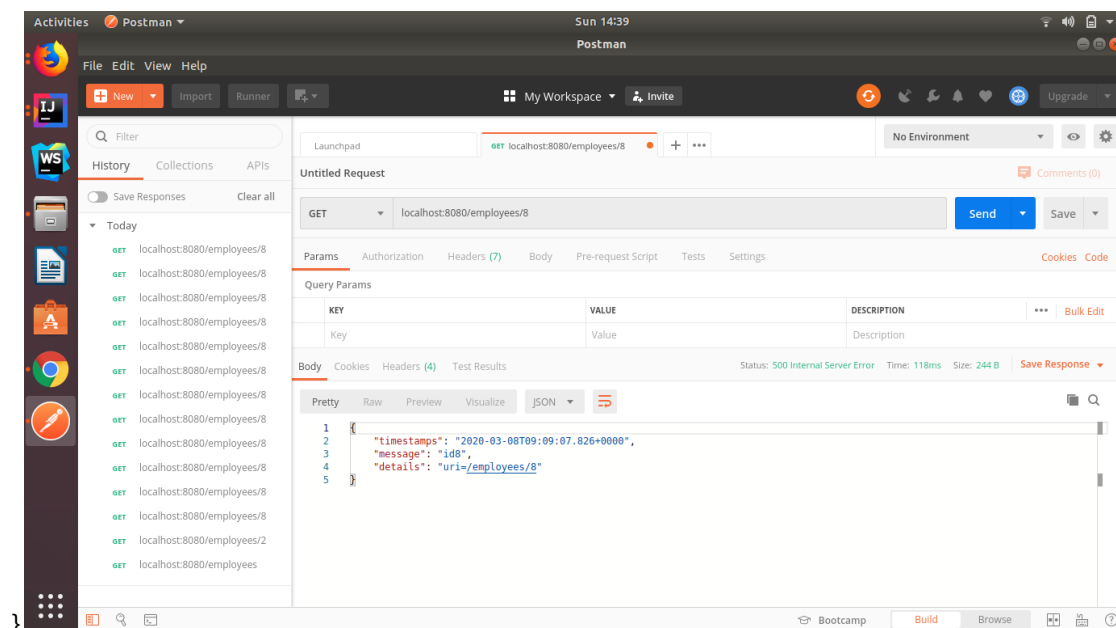 Activities Postman Sun 14:39
Postman
File Edit View Help
New Import Runner My Workspace Invite Upgrade
Filter
History Collections APIs
Save Responses Clear all
Today
GET localhost:8080/employees/8
GET localhost:8080/employees/8
GET localhost:8080/employees/8
GET localhost:8080/employees/8
GET localhost:8080/employees/8
GET localhost:8080/employees/8
GET localhost:8080/employees/8
GET localhost:8080/employees/8
GET localhost:8080/employees/8
GET localhost:8080/employees/8
GET localhost:8080/employees/8
GET localhost:8080/employees/8
GET localhost:8080/employees/2
GET localhost:8080/employees
Launchpad GET localhost:8080/employees/8 + •••
No Environment
Untitled Request Comments (0)
GET localhost:8080/employees/8 Send Save
Params Authorization Headers (7) Body Pre-request Script Tests Settings Cookies Code
Query Params
KEY VALUE DESCRIPTION ••• Bulk Edit
Key Value Description
Body Cookies Headers (4) Test Results Status: 500 Internal Server Error Time: 118ms Size: 244 B Save Response
Pretty Raw Preview Visualize JSON
1 {
2 "timestamps": "2020-03-08T09:09:07.826+0000",
3 "message": "id8",
4 "details": "uri=/employees/8"
5 }
Bootcamp Build Browse
IJ
WS
}